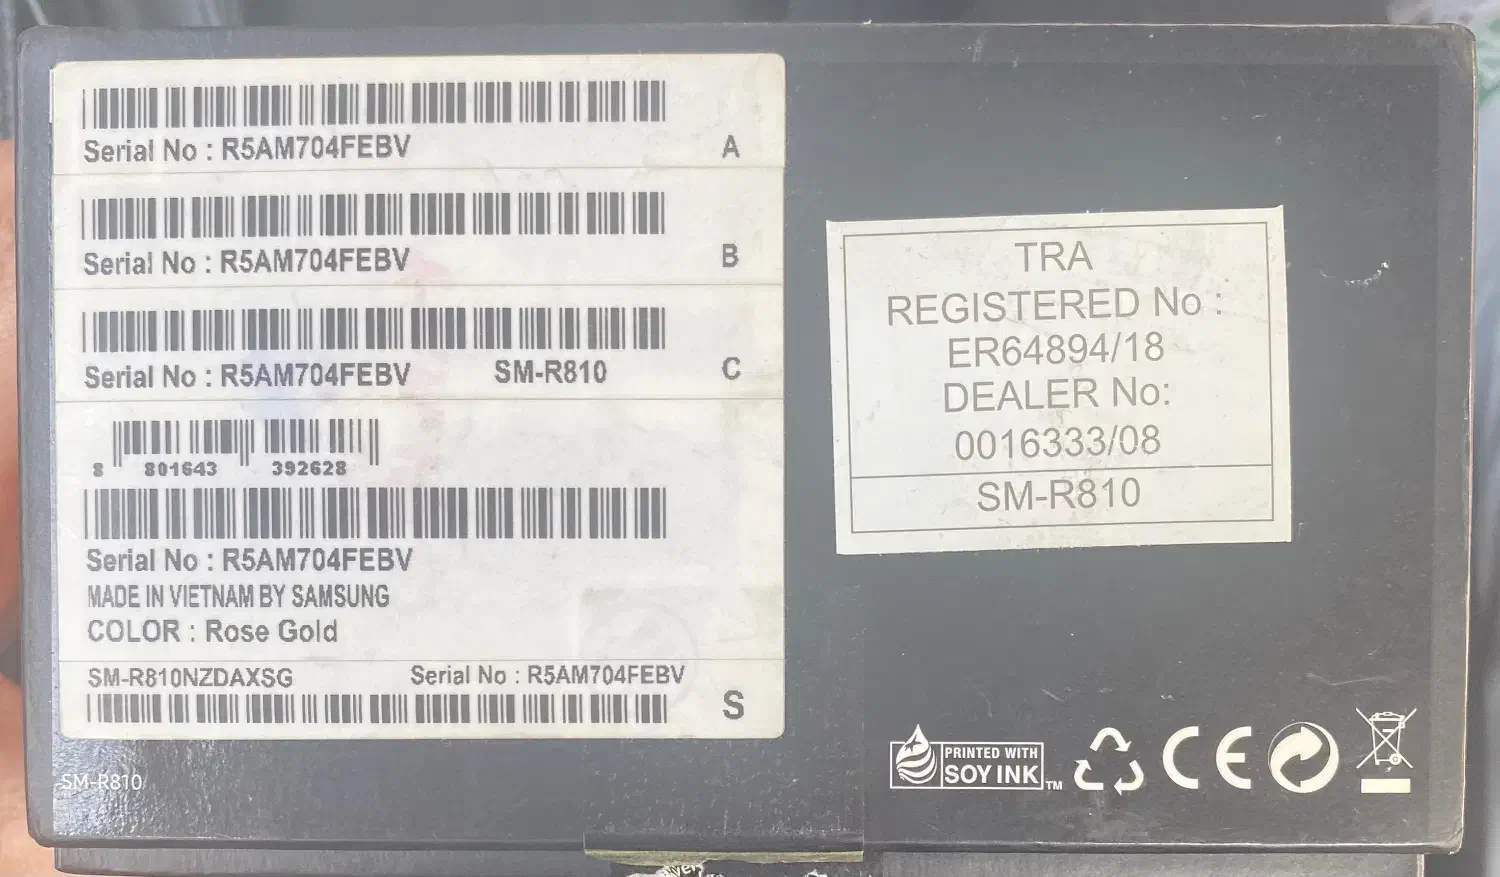 Serial No : R5AM704FEBV
A
Serial No : R5AM704FEBV
B
Serial No : R5AM704FEBV SM-R810
C
8 801643 392628
Serial No : R5AM704FEBV
MADE IN VIETNAM BY SAMSUNG
COLOR : Rose Gold
SM-R810NZDAXSG Serial No : R5AM704FEBV
S
SM-R810
TRA
REGISTERED No :
ER64894/18
DEALER No:
0016333/08
SM-R810
PRINTED WITH
SOY INK TM
CE